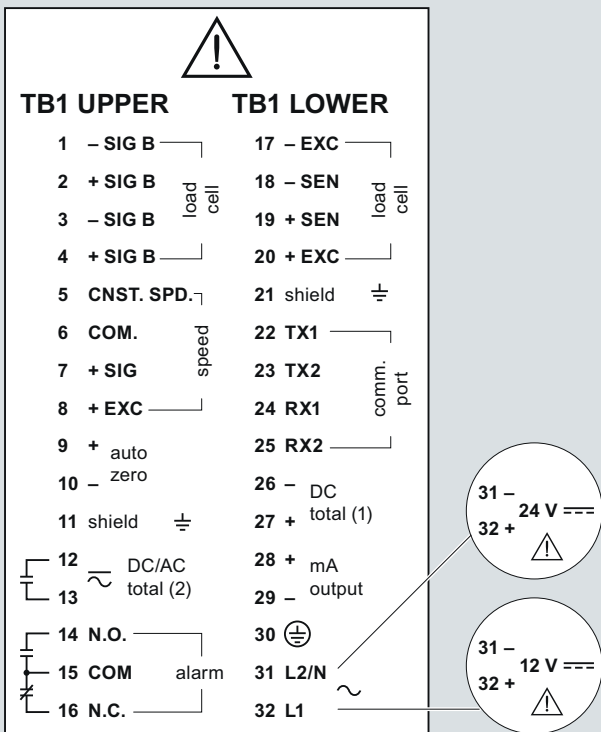 TB1 UPPER
1 – SIG B
2 + SIG B
3 – SIG B
4 + SIG B
load
cell
5 CNST. SPD.
6 COM.
7 + SIG
8 + EXC
speed
9 +
10 –
auto
zero
11 shield
12
13
DC/AC
total (2)
14 N.O.
15 COM
16 N.C.
alarm
TB1 LOWER
17 – EXC
18 – SEN
19 + SEN
20 + EXC
load
cell
21 shield
22 TX1
23 TX2
24 RX1
25 RX2
comm.
port
26 –
27 +
DC
total (1)
28 +
29 –
mA
output
30
31 L2/N
32 L1
31 –
32 +
24 V
31 –
32 +
12 V